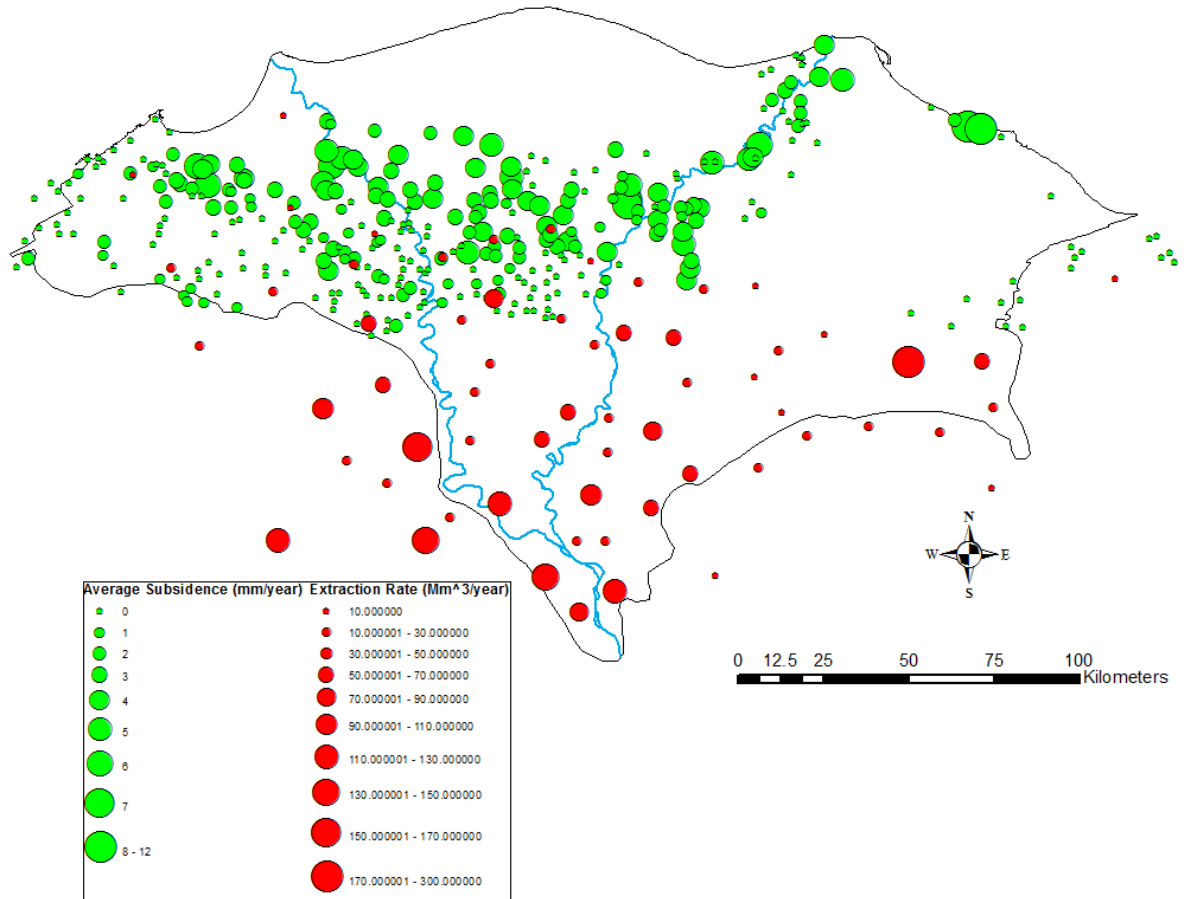 N
W E
S
0 12.5 25 50 75 100
Kilometers
Average Subsidence (mm/year) Extraction Rate (Mm^3/year)
0 10.000000
1 10.000001 - 30.000000
2 30.000001 - 50.000000
3 50.000001 - 70.000000
4 70.000001 - 90.000000
5 90.000001 - 110.000000
6 110.000001 - 130.000000
7 130.000001 - 150.000000
8 - 12 150.000001 - 170.000000
170.000001 - 300.000000